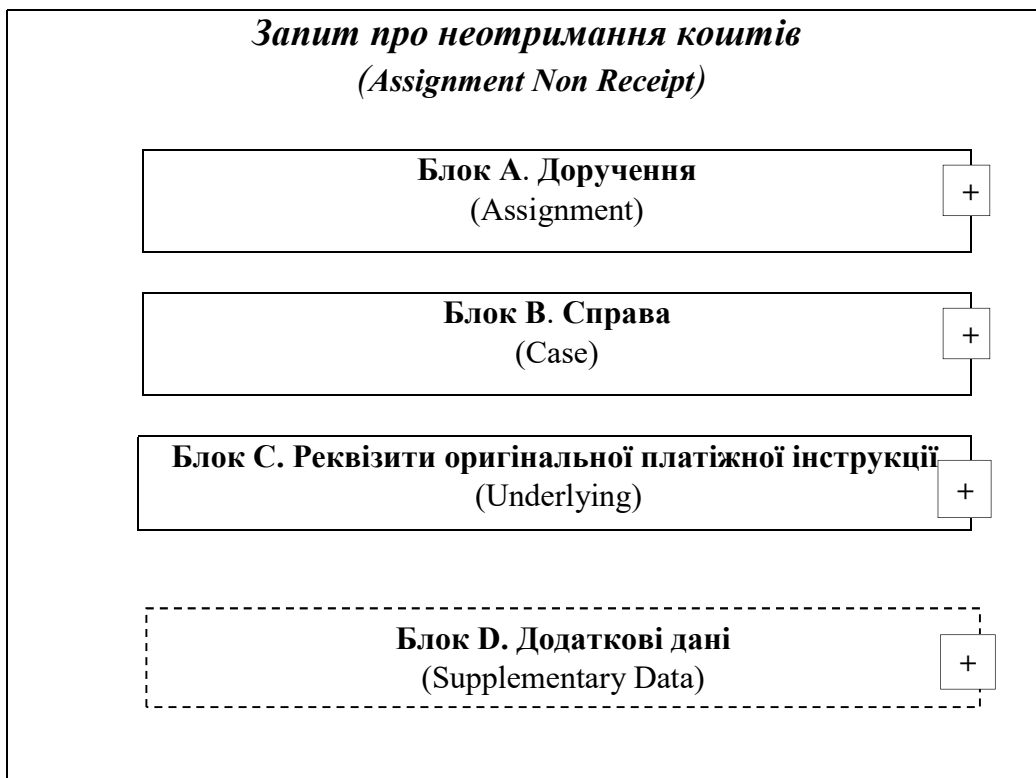 Запит про неотримання коштів
(Assignment Non Receipt)
Блок А. Доручення
(Assignment)
+
Блок В. Справа
(Case)
+
Блок С. Реквізити оригінальної платіжної інструкції
(Underlying)
+
Блок D. Додаткові дані
(Supplementary Data)
+